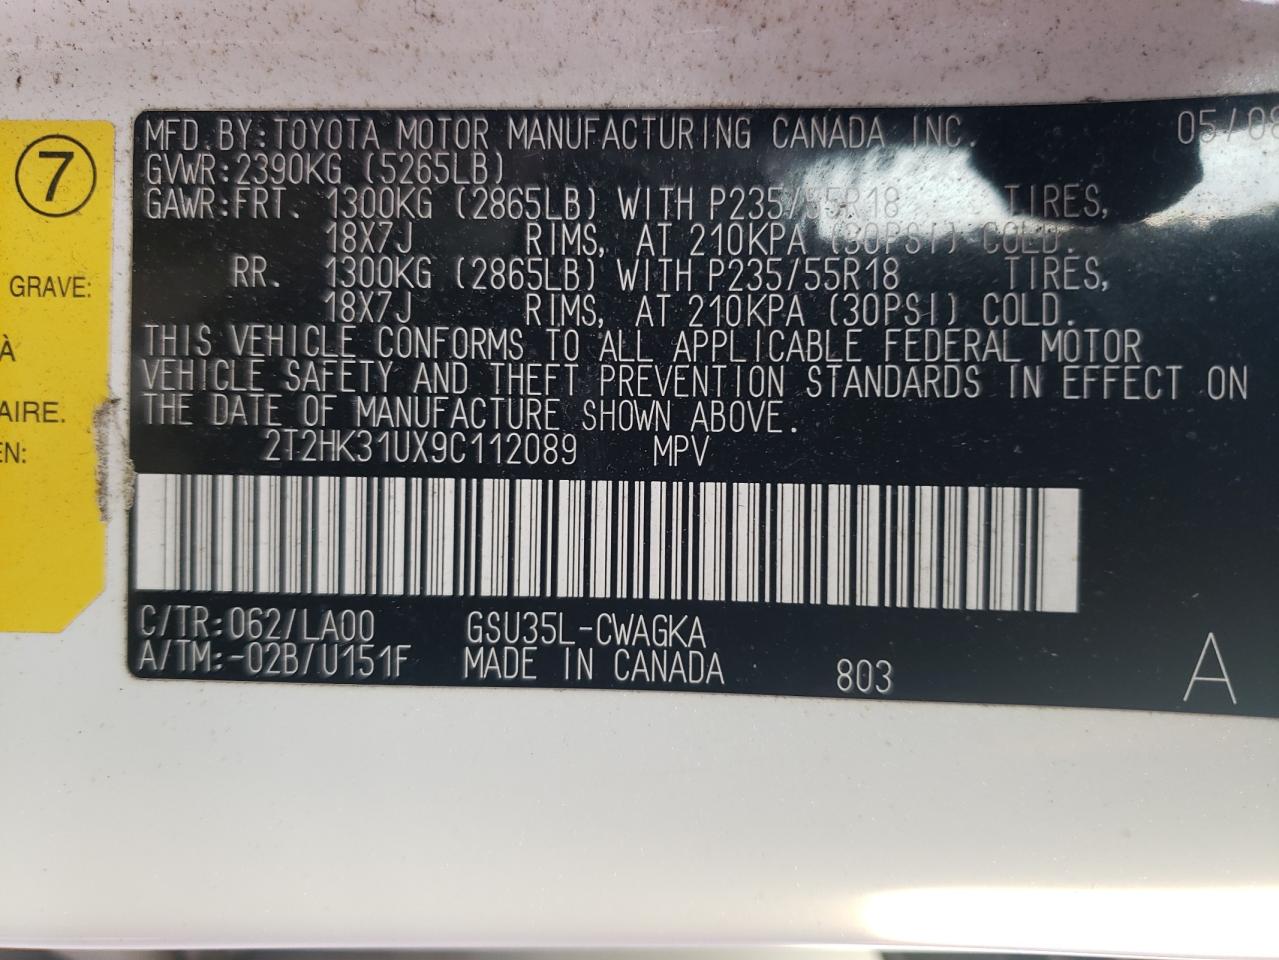 7
GRAVE:
À
AIRE.
EN:
MFD. BY: TOYOTA MOTOR MANUFACTURING CANADA INC. 05/08
GVWR: 2390KG (5265LB)
GAWR: FRT. 1300KG (2865LB) WITH P235/55R18 TIRES,
18X7J RIMS, AT 210KPA (30PSI) COLD.
RR. 1300KG (2865LB) WITH P235/55R18 TIRES,
18X7J RIMS, AT 210KPA (30PSI) COLD.
THIS VEHICLE CONFORMS TO ALL APPLICABLE FEDERAL MOTOR
VEHICLE SAFETY AND THEFT PREVENTION STANDARDS IN EFFECT ON
THE DATE OF MANUFACTURE SHOWN ABOVE.
2T2HK31UX9C112089 MPV
C/TR: 062/LA00 GSU35L-CWAGKA
A/TM: -02B/U151F MADE IN CANADA 803 A